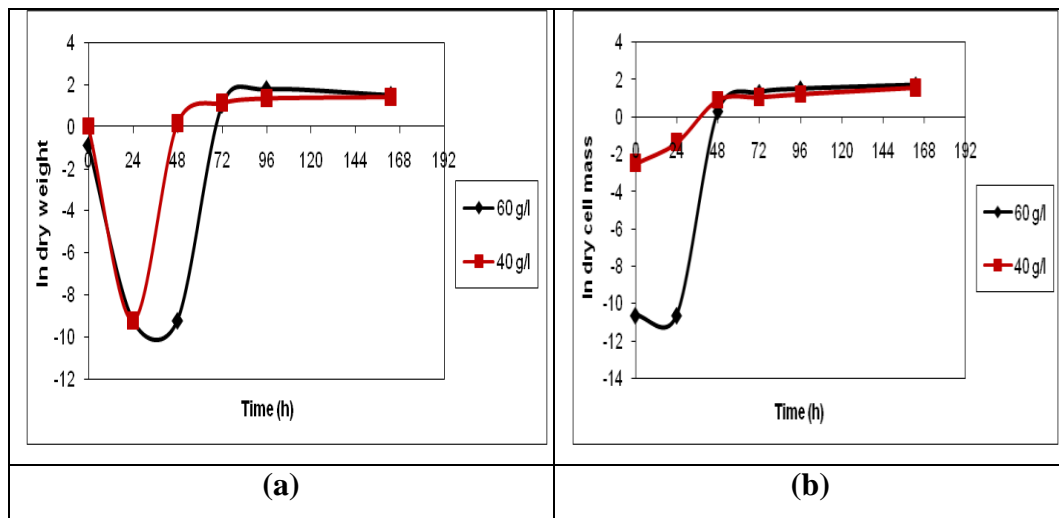 4
2
0
-2
-4
-6
-8
-10
-12
0 24 48 72 96 120 144 168 192
ln dry weight
Time (h)
60 g/l
40 g/l
4
2
0
-2
-4
-6
-8
-10
-12
-14
0 24 48 72 96 120 144 168 192
ln dry cell mass
Time (h)
60 g/l
40 g/l
(a) (b)